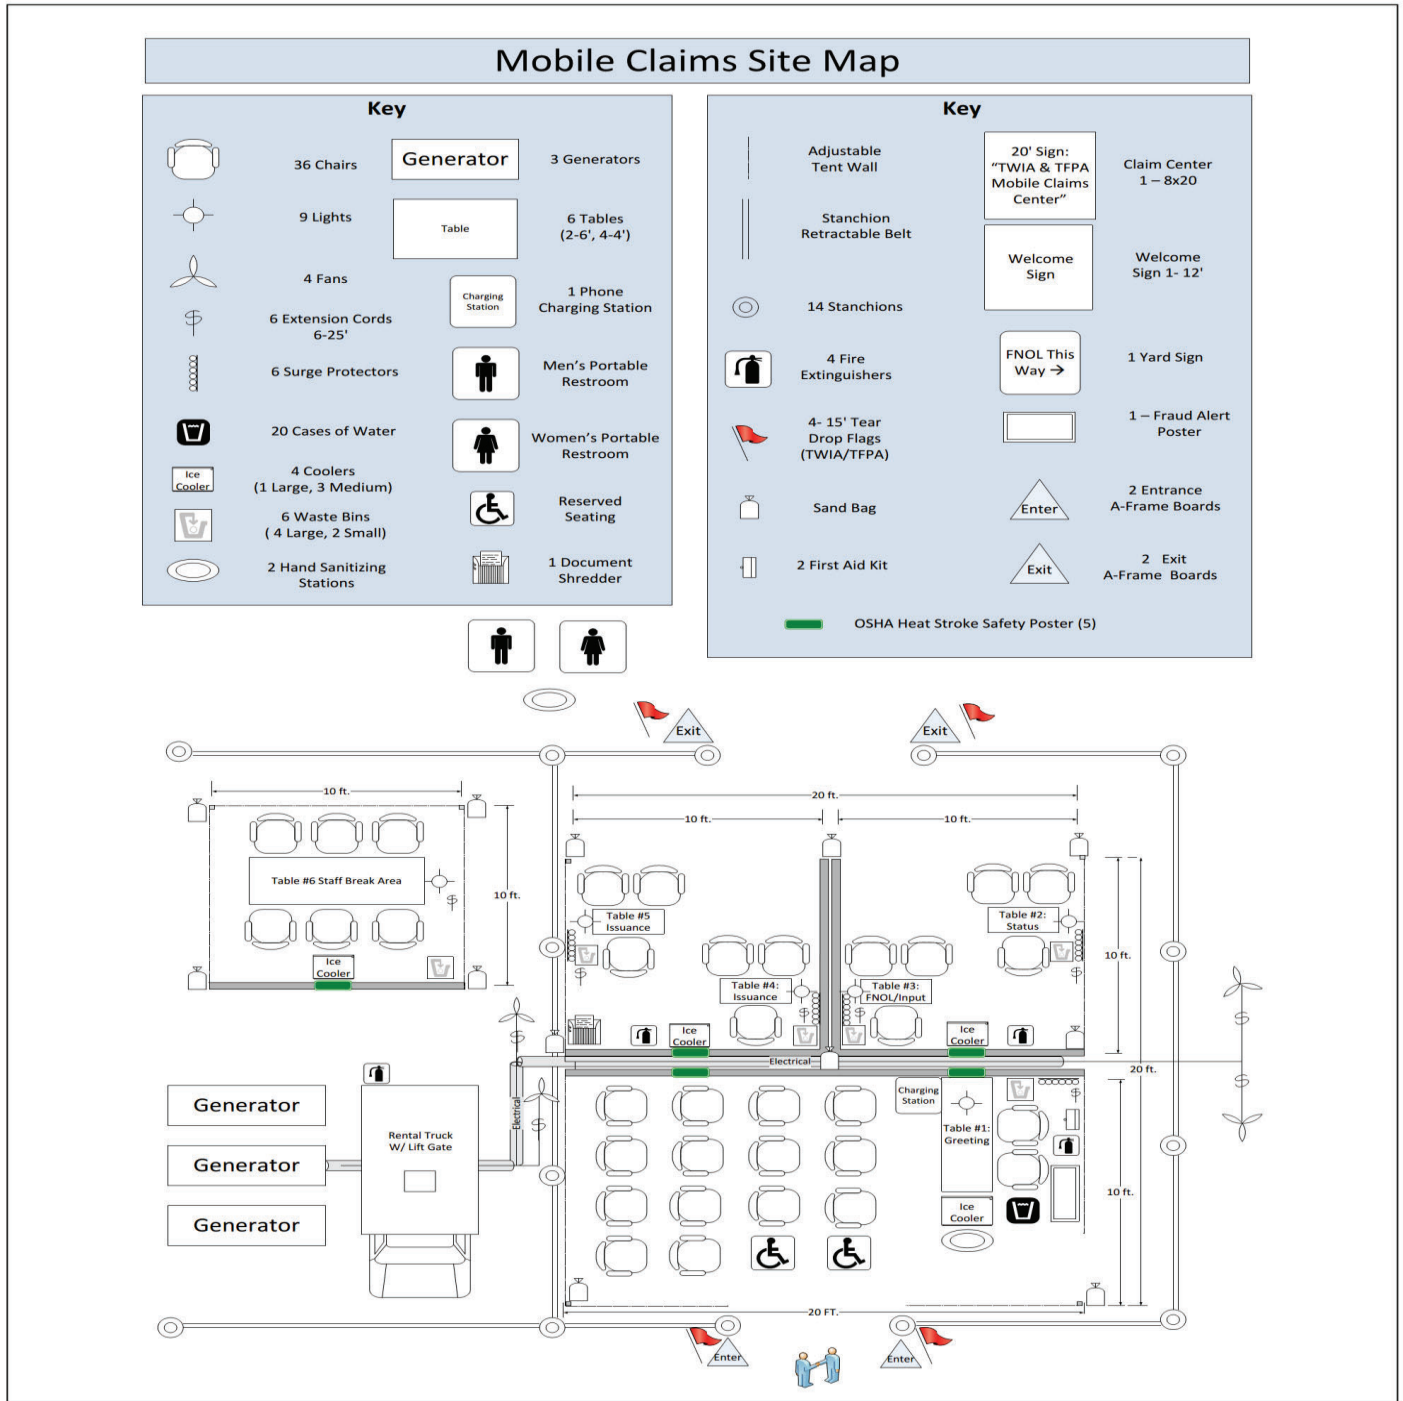 Mobile Claims Site Map
Key
36 Chairs
Generator
3 Generators
9 Lights
Table
6 Tables
(2-6', 4-4')
4 Fans
Charging
Station
1 Phone
Charging Station
6 Extension Cords
6-25'
6 Surge Protectors
Men's Portable
Restroom
20 Cases of Water
Women's Portable
Restroom
Ice
Cooler
4 Coolers
(1 Large, 3 Medium)
Reserved
Seating
6 Waste Bins
( 4 Large, 2 Small)
2 Hand Sanitizing
Stations
1 Document
Shredder
Key
Adjustable
Tent Wall
20' Sign:
"TWIA & TFPA
Mobile Claims
Center"
Claim Center
1 – 8x20
Stanchion
Retractable Belt
Welcome
Sign
Welcome
Sign 1- 12'
14 Stanchions
4 Fire
Extinguishers
FNOL This
Way →
1 Yard Sign
4- 15' Tear
Drop Flags
(TWIA/TFPA)
1 – Fraud Alert
Poster
Sand Bag
Enter
2 Entrance
A-Frame Boards
2 First Aid Kit
Exit
2 Exit
A-Frame Boards
OSHA Heat Stroke Safety Poster (5)
Exit
Exit
10 ft.
20 ft.
10 ft.
10 ft.
Table #6 Staff Break Area
10 ft.
Ice
Cooler
Table #5
Issuance
Table #2:
Status
10 ft.
Table #4:
Issuance
Table #3:
FNOL/Input
Ice
Cooler
Ice
Cooler
Electrical
20 ft.
Generator
Generator
Generator
Rental Truck
W/ Lift Gate
Electrical
Charging
Station
Table #1:
Greeting
10 ft.
Ice
Cooler
20 FT.
Enter
Enter